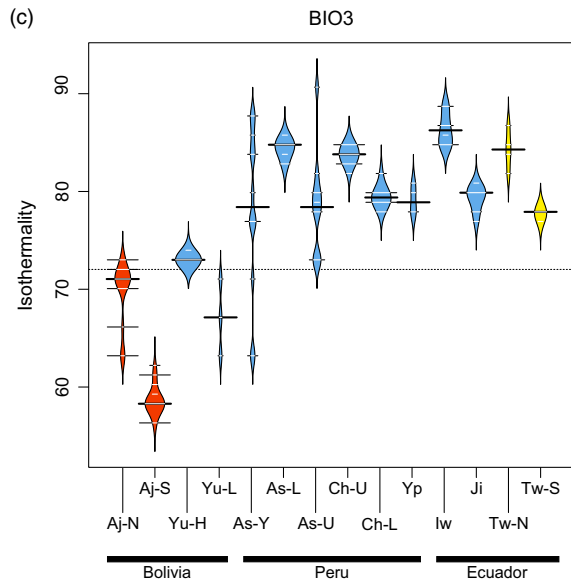 (c)
BIO3
Isothermality
90
80
70
60
Aj-S Yu-L As-L Ch-U Yp Ji Tw-S
Aj-N Yu-H As-Y As-U Ch-L Iw Tw-N
Bolivia Peru Ecuador